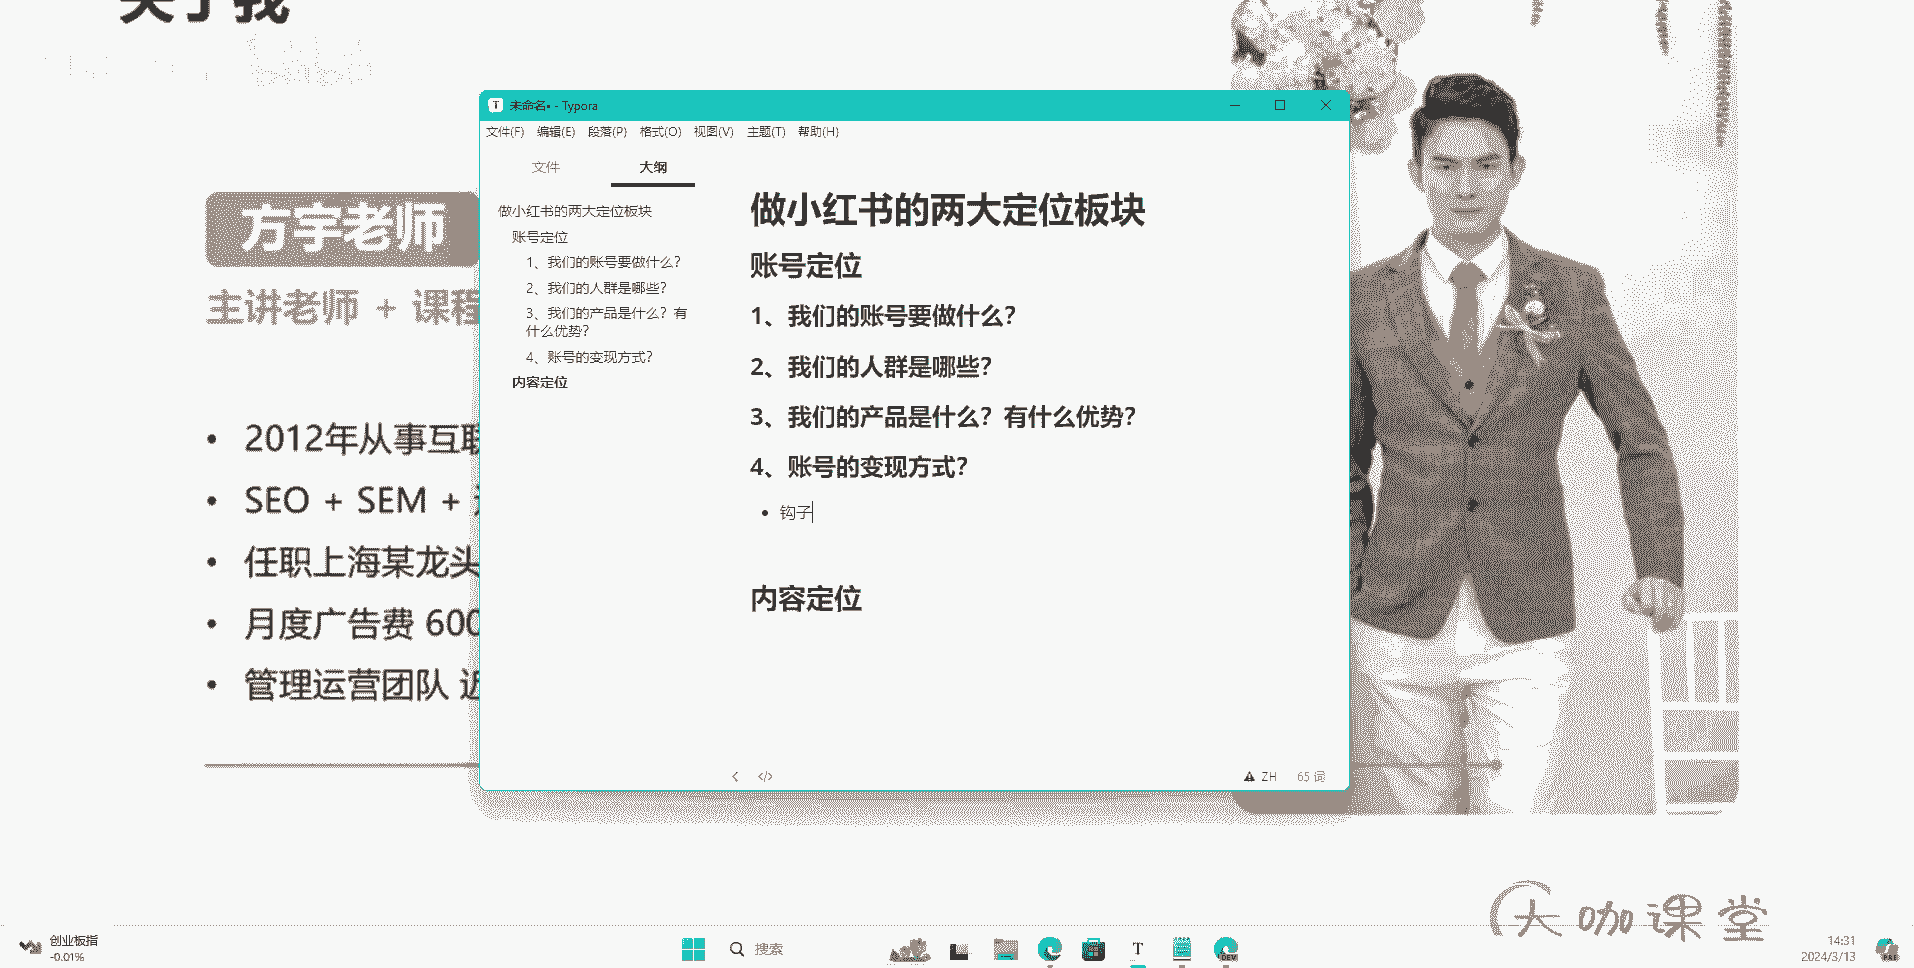 关于我
方宇老师
主讲老师 + 课程
• 2012年从事互联
• SEO + SEM +
• 任职上海某龙头
• 月度广告费 600
• 管理运营团队 近
未命名• - Typora
文件(F) 编辑(E) 段落(P) 格式(O) 视图(V) 主题(T) 帮助(H)
文件 大纲
做小红书的两大定位板块
账号定位
1、我们的账号要做什么？
2、我们的人群是哪些？
3、我们的产品是什么？有
什么优势？
4、账号的变现方式？
内容定位
做小红书的两大定位板块
账号定位
1、我们的账号要做什么？
2、我们的人群是哪些？
3、我们的产品是什么？有什么优势？
4、账号的变现方式？
• 钩子
内容定位
</> ZH 65 词
大咖课堂
创业板指
-0.01%
搜索
T
DEV
14:31
2024/3/13